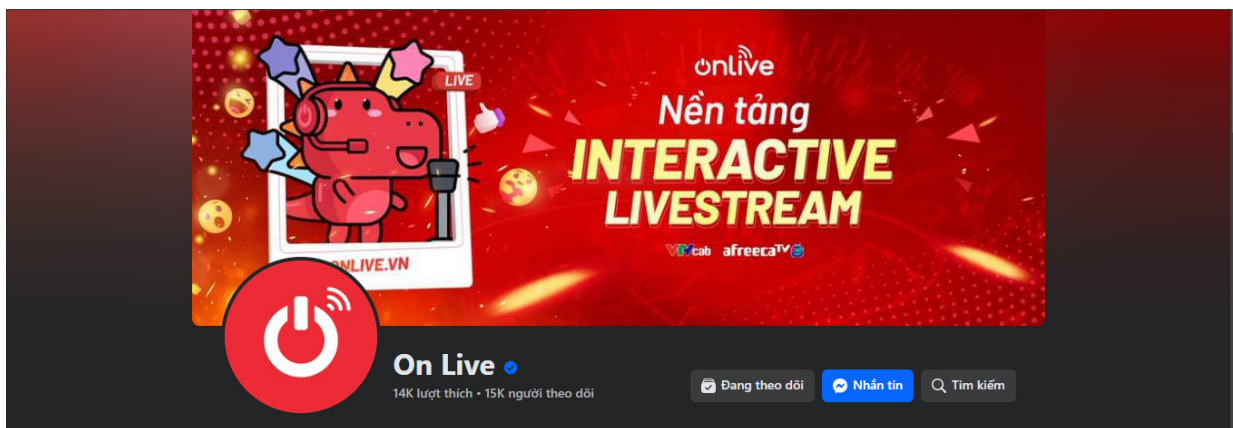 LIVE
onlive
Nền tảng
INTERACTIVE
LIVESTREAM
VTVcab afreecaTV
ONLIVE.VN
On Live
14K lượt thích • 15K người theo dõi
Đang theo dõi
Nhắn tin
Tìm kiếm